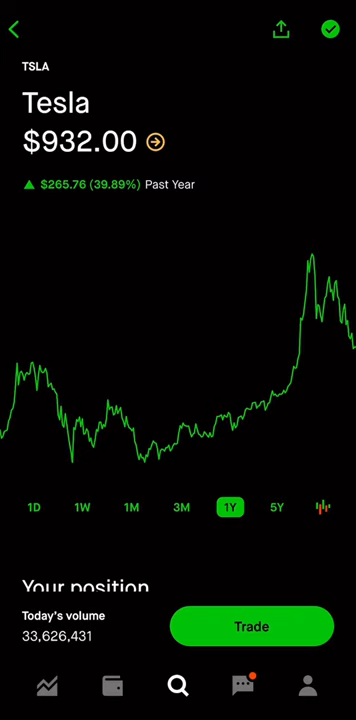 TSLA
Tesla
$932.00
$265.76 (39.89%) Past Year
1D 1W 1M 3M 1Y 5Y
Your position
Today's volume
33,626,431
Trade